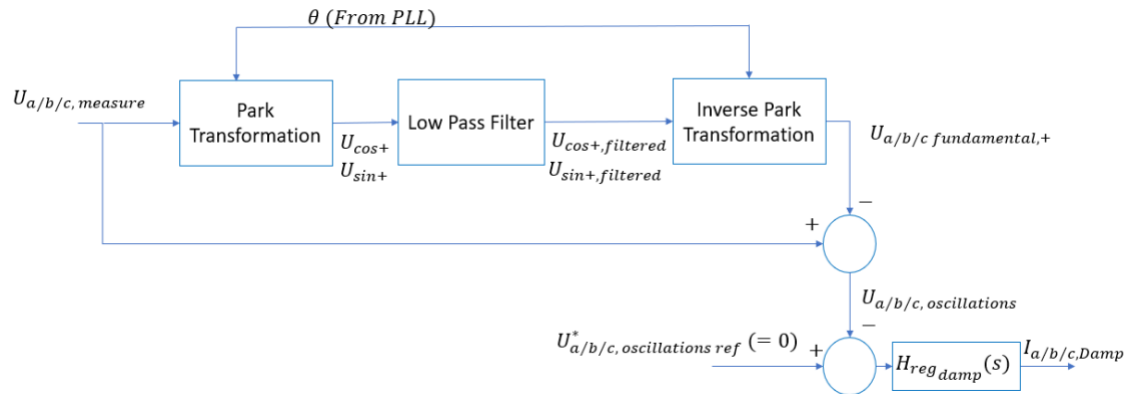 θ (From PLL)
U_{a/b/c, measure}
Park
Transformation
Low Pass Filter
Inverse Park
Transformation
U_{cos+}
U_{sin+}
U_{cos+,filtered}
U_{sin+,filtered}
U_{a/b/c fundamental,+}
−
+
U_{a/b/c, oscillations}
−
U^{*}_{a/b/c, oscillations ref} (= 0)
+
H_{reg_{damp}}(s)
I_{a/b/c,Damp}